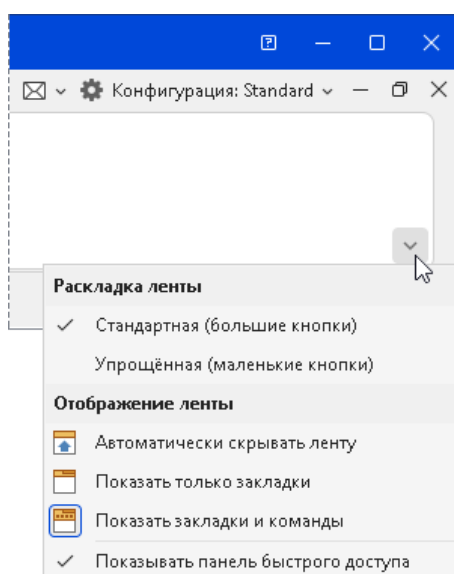 Конфигурация: Standard
Раскладка ленты
Стандартная (большие кнопки)
Упрощённая (маленькие кнопки)
Отображение ленты
Автоматически скрывать ленту
Показать только закладки
Показать закладки и команды
Показывать панель быстрого доступа